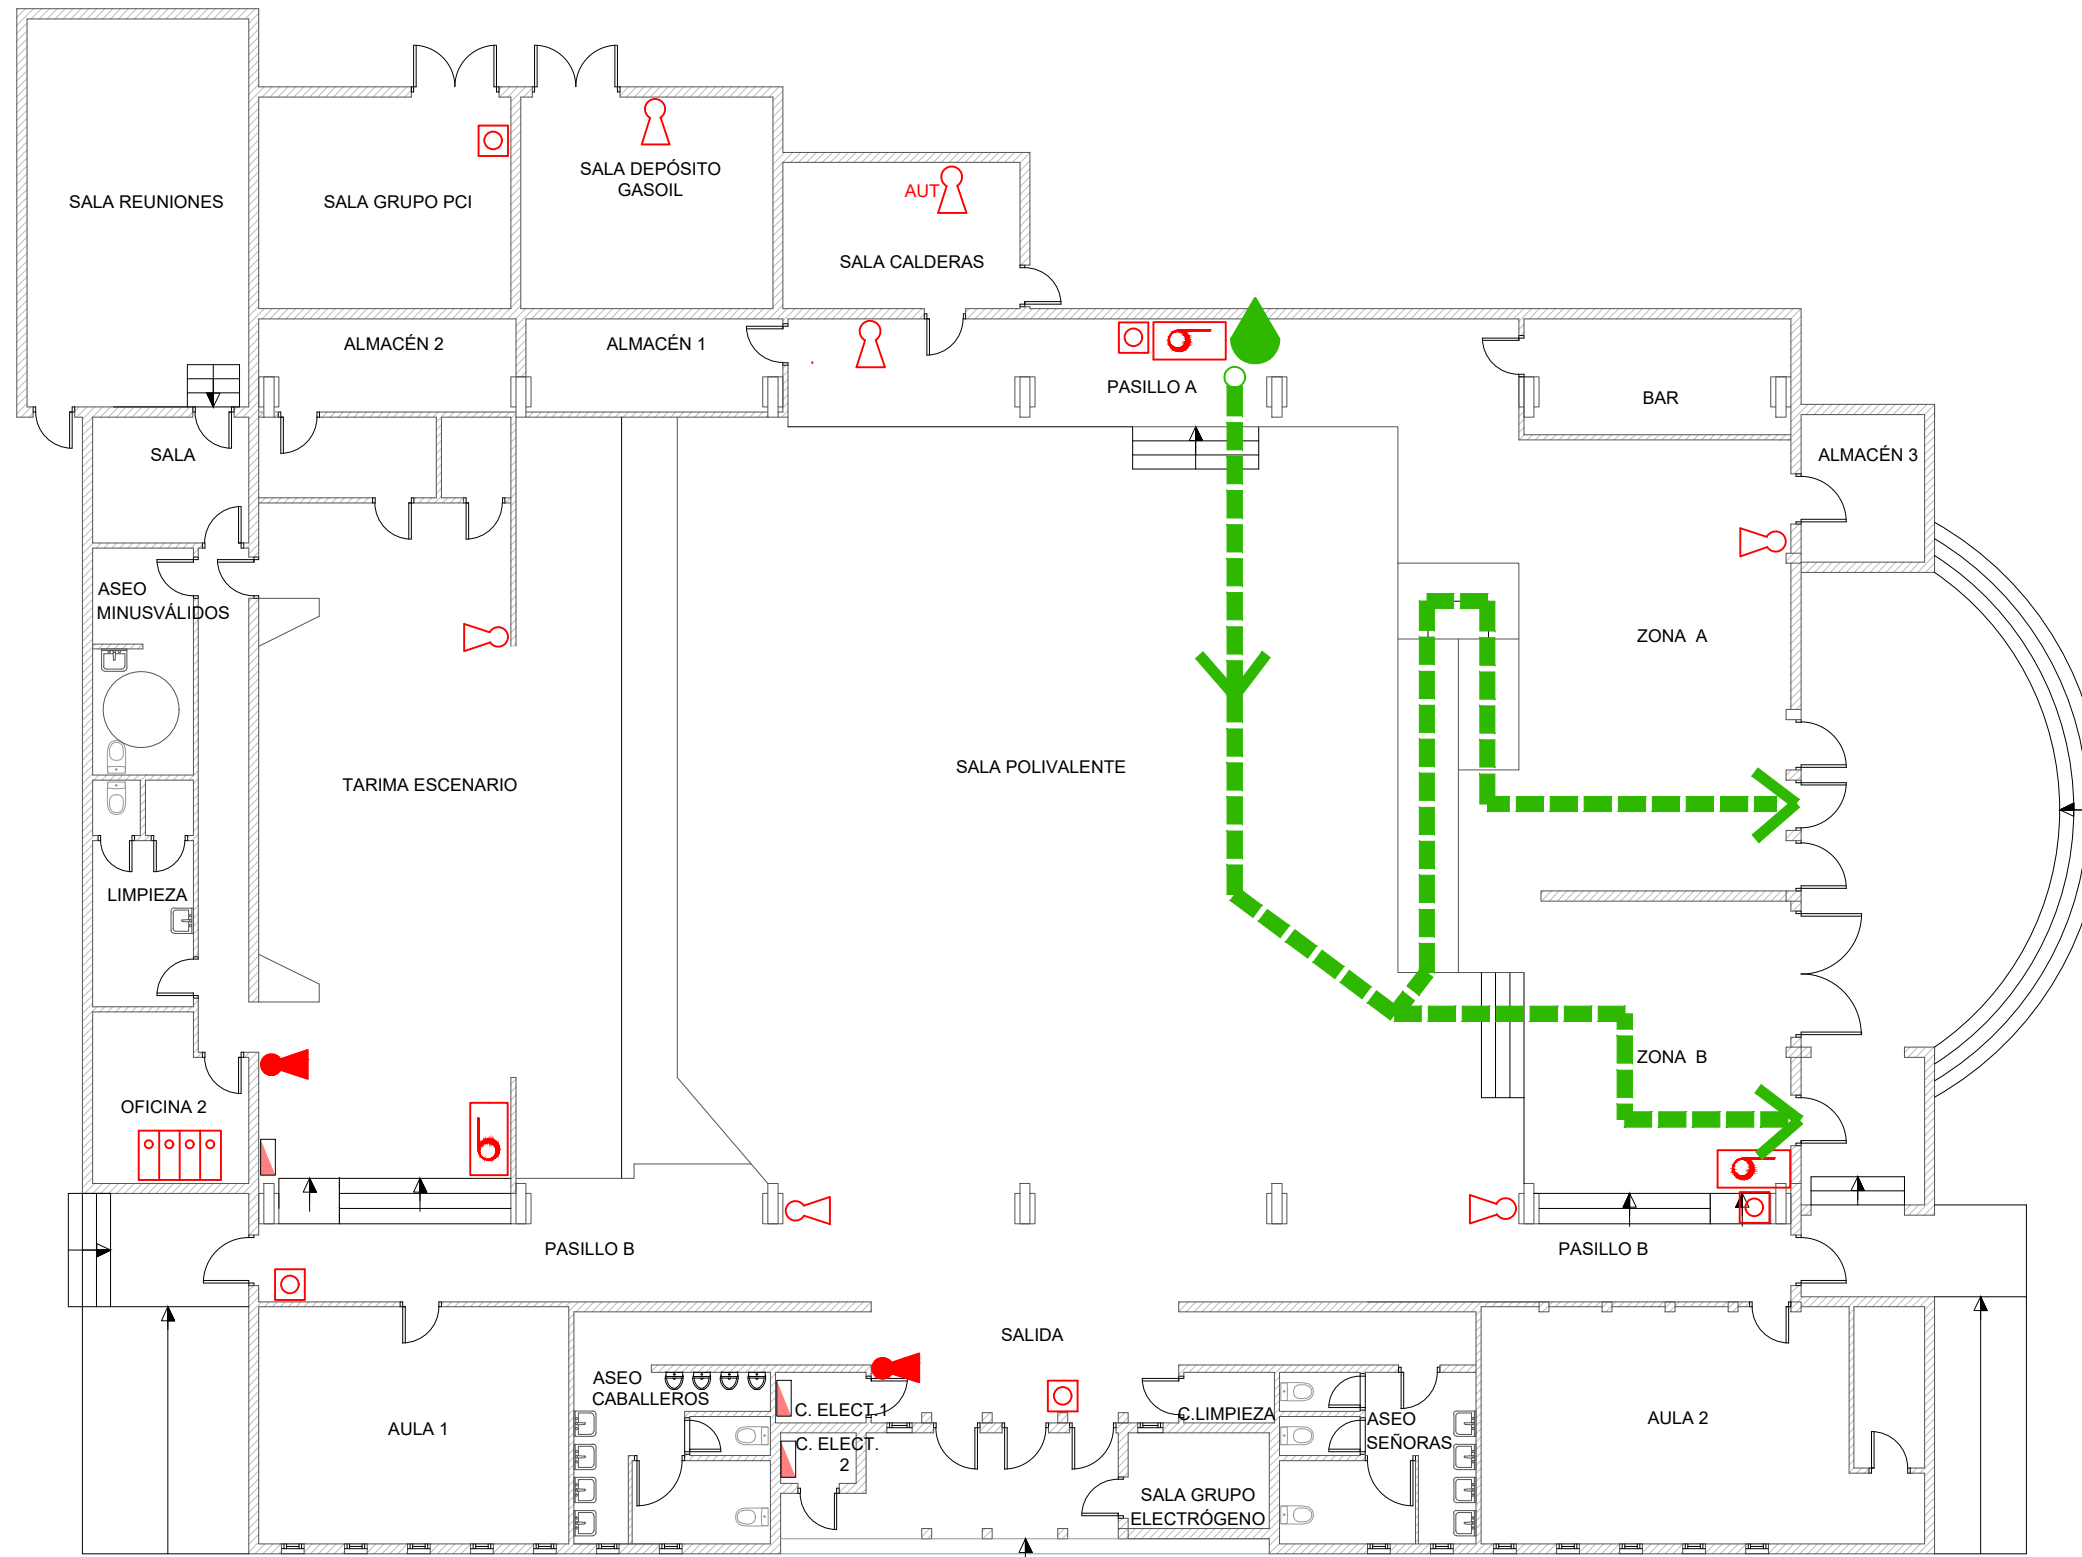 SALA REUNIONES
SALA GRUPO PCI
SALA DEPÓSITO
GASOIL
AUT
SALA CALDERAS
ALMACÉN 2
ALMACÉN 1
PASILLO A
BAR
SALA
ALMACÉN 3
ASEO
MINUSVÁLIDOS
ZONA A
TARIMA ESCENARIO
SALA POLIVALENTE
LIMPIEZA
ZONA B
OFICINA 2
PASILLO B
PASILLO B
SALIDA
ASEO
CABALLEROS
C. ELECT.1
C.LIMPIEZA
ASEO
SEÑORAS
AULA 1
AULA 2
C. ELECT.
2
SALA GRUPO
ELECTRÓGENO